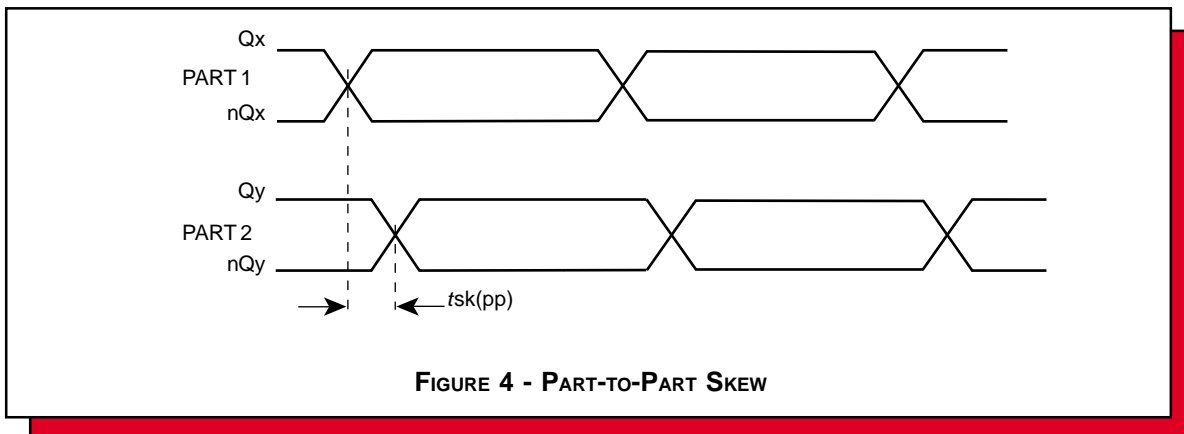 Qx
PART 1
nQx
Qy
PART 2
nQy
tsk(pp)
FIGURE 4 - PART-TO-PART SKEW